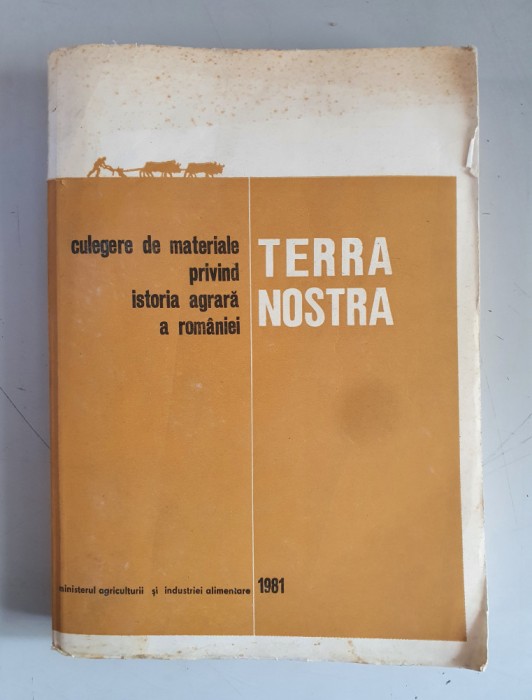 culegere de materiale
privind
istoria agrară
a româniei
TERRA
NOSTRA
ministerul agriculturii și industriei alimentare
1981